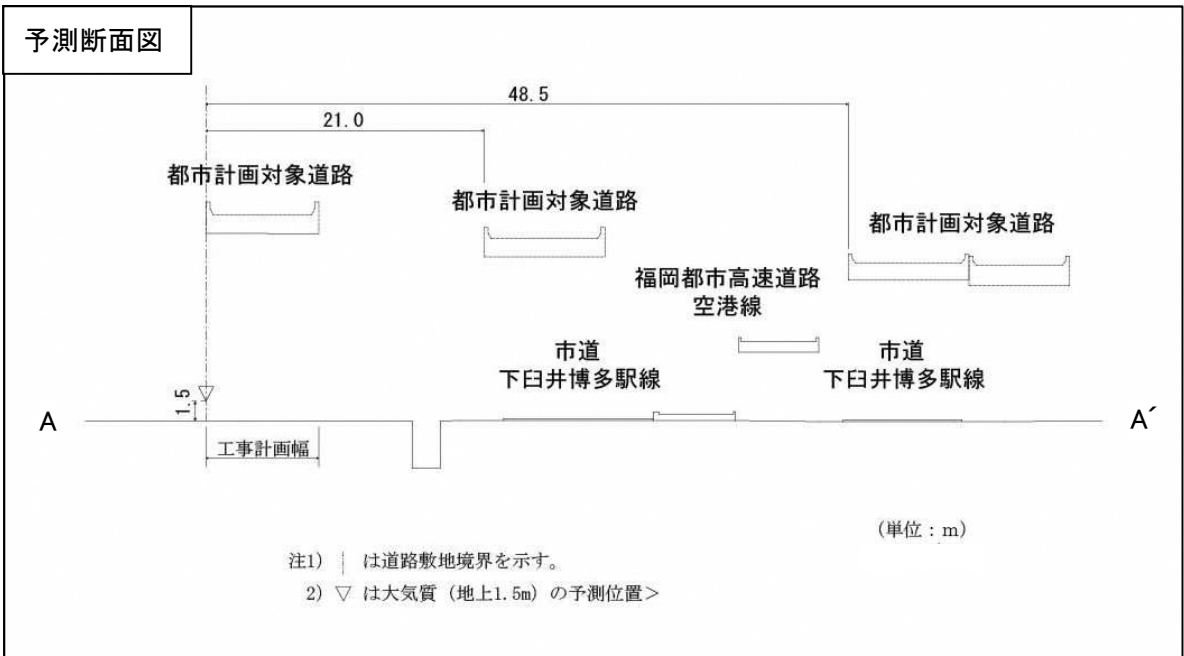 予測断面図
48.5
21.0
都市計画対象道路
都市計画対象道路
都市計画対象道路
福岡都市高速道路
空港線
市道
下臼井博多駅線
市道
下臼井博多駅線
1.5
A
A´
工事計画幅
(単位：m)
注1) ┆ は道路敷地境界を示す。
2) ▽ は大気質（地上1.5m）の予測位置>